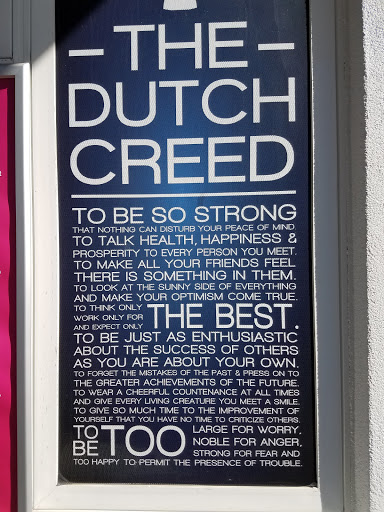 – THE –
DUTCH
CREED
TO BE SO STRONG
THAT NOTHING CAN DISTURB YOUR PEACE OF MIND.
TO TALK HEALTH, HAPPINESS &
PROSPERITY TO EVERY PERSON YOU MEET.
TO MAKE ALL YOUR FRIENDS FEEL
THERE IS SOMETHING IN THEM.
TO LOOK AT THE SUNNY SIDE OF EVERYTHING
AND MAKE YOUR OPTIMISM COME TRUE.
TO THINK ONLY
WORK ONLY FOR
AND EXPECT ONLY
THE BEST.
TO BE JUST AS ENTHUSIASTIC
ABOUT THE SUCCESS OF OTHERS
AS YOU ARE ABOUT YOUR OWN.
TO FORGET THE MISTAKES OF THE PAST & PRESS ON TO
THE GREATER ACHIEVEMENTS OF THE FUTURE.
TO WEAR A CHEERFUL COUNTENANCE AT ALL TIMES
AND GIVE EVERY LIVING CREATURE YOU MEET A SMILE.
TO GIVE SO MUCH TIME TO THE IMPROVEMENT OF
YOURSELF THAT YOU HAVE NO TIME TO CRITICIZE OTHERS.
TO
BE
TOO
LARGE FOR WORRY,
NOBLE FOR ANGER,
STRONG FOR FEAR AND
TOO HAPPY TO PERMIT THE PRESENCE OF TROUBLE.